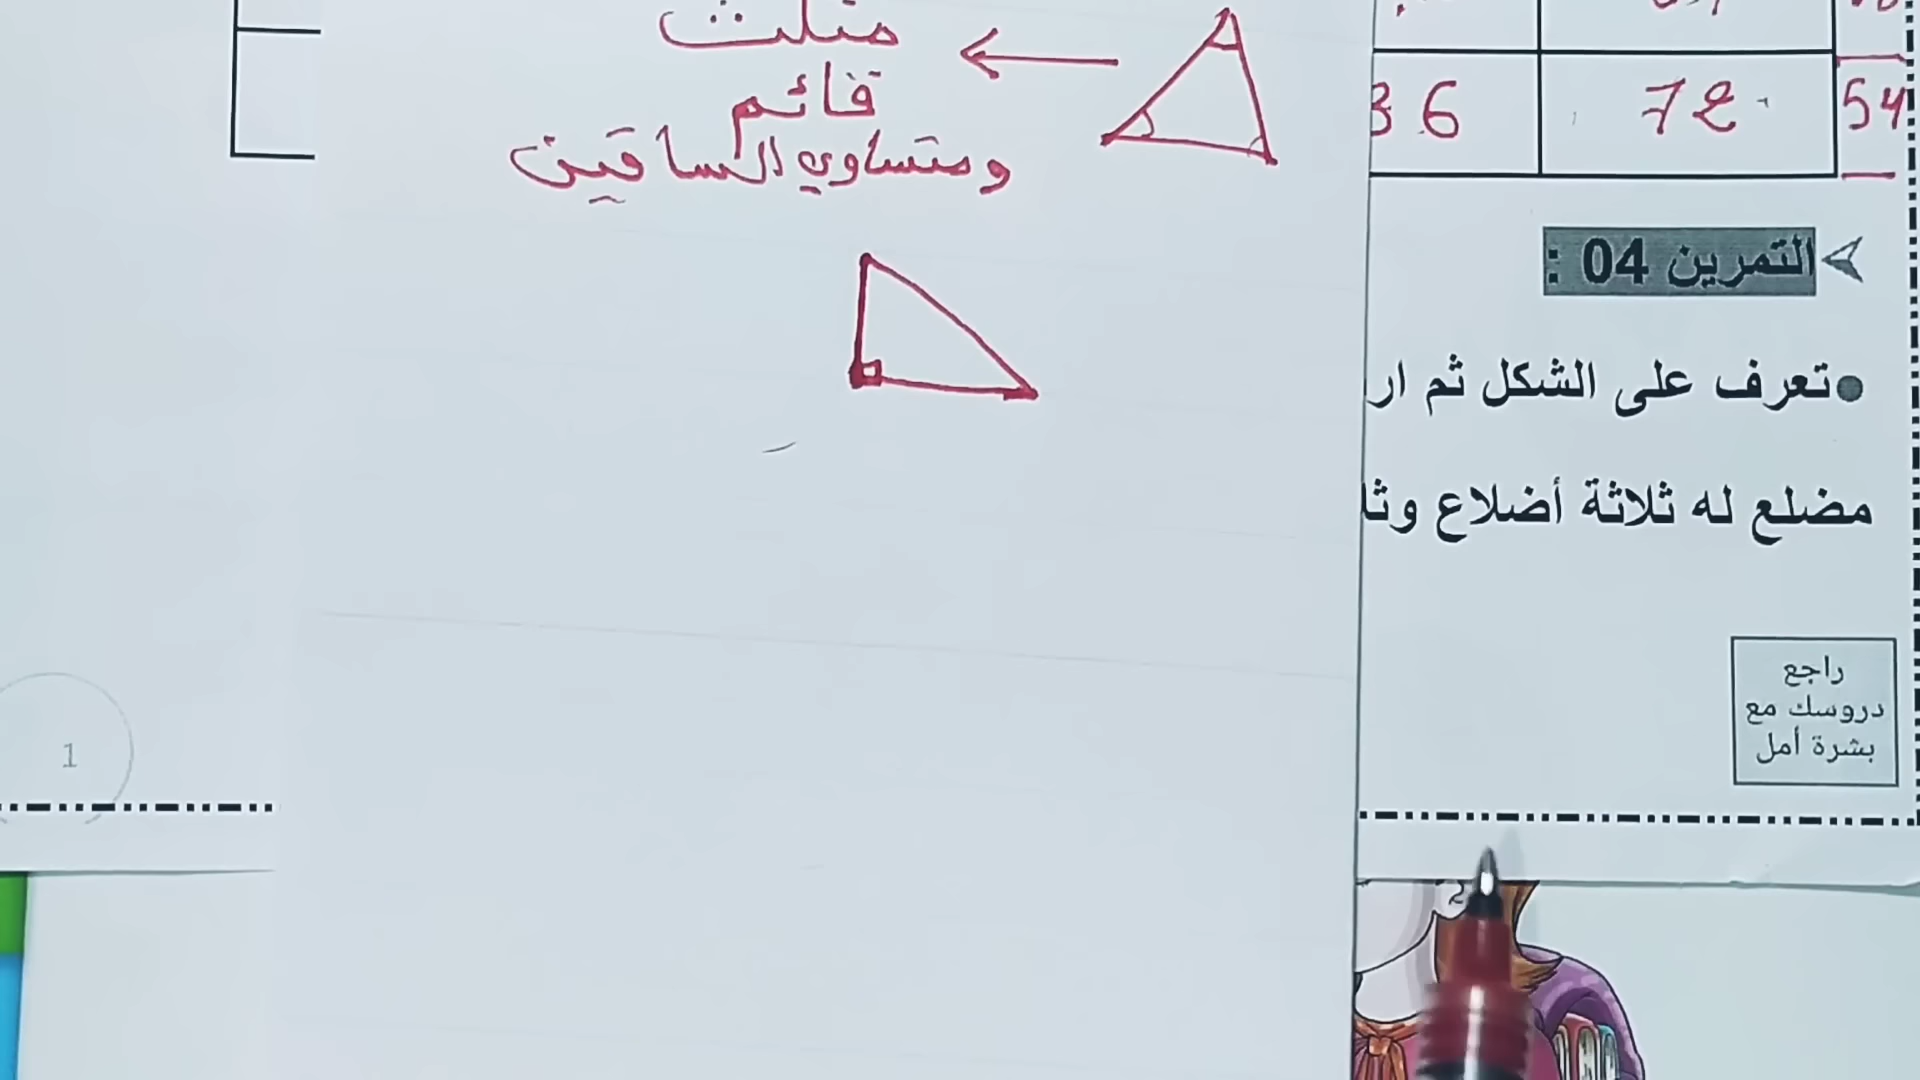 مثلث
قائم
ومتساوي الساقين
36
72
54
التمرين 04 :
تعرف على الشكل ثم ار
مضلع له ثلاثة أضلاع وثا
راجع
دروسك مع
بشرة أمل
1